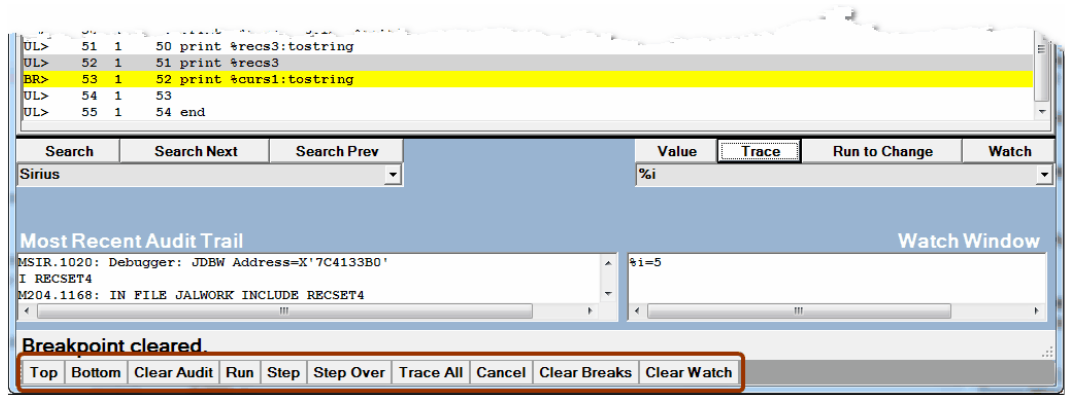 UL> 51 1 50 print %recs3:tostring
UL> 52 1 51 print %recs3
BR> 53 1 52 print %curs1:tostring
UL> 54 1 53
UL> 55 1 54 end
Search Search Next Search Prev Value Trace Run to Change Watch
Sirius %i
Most Recent Audit Trail Watch Window
MSIR.1020: Debugger: JDBW Address=X'7C4133B0' %i=5
I RECSET4
M204.1168: IN FILE JALWORK INCLUDE RECSET4
Breakpoint cleared.
Top Bottom Clear Audit Run Step Step Over Trace All Cancel Clear Breaks Clear Watch